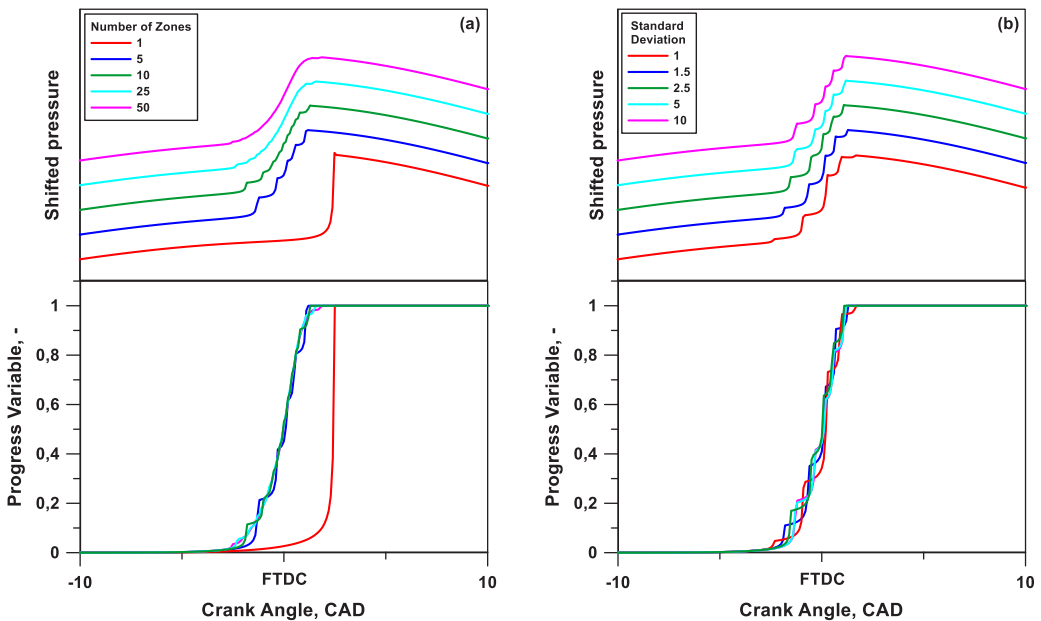 (a)
Number of Zones
1
5
10
25
50
Shifted pressure
1
0,8
0,6
0,4
0,2
0
Progress Variable, -
-10
FTDC
10
Crank Angle, CAD
(b)
Standard
Deviation
1
1.5
2.5
5
10
Shifted pressure
1
0,8
0,6
0,4
0,2
0
Progress Variable, -
-10
FTDC
10
Crank Angle, CAD